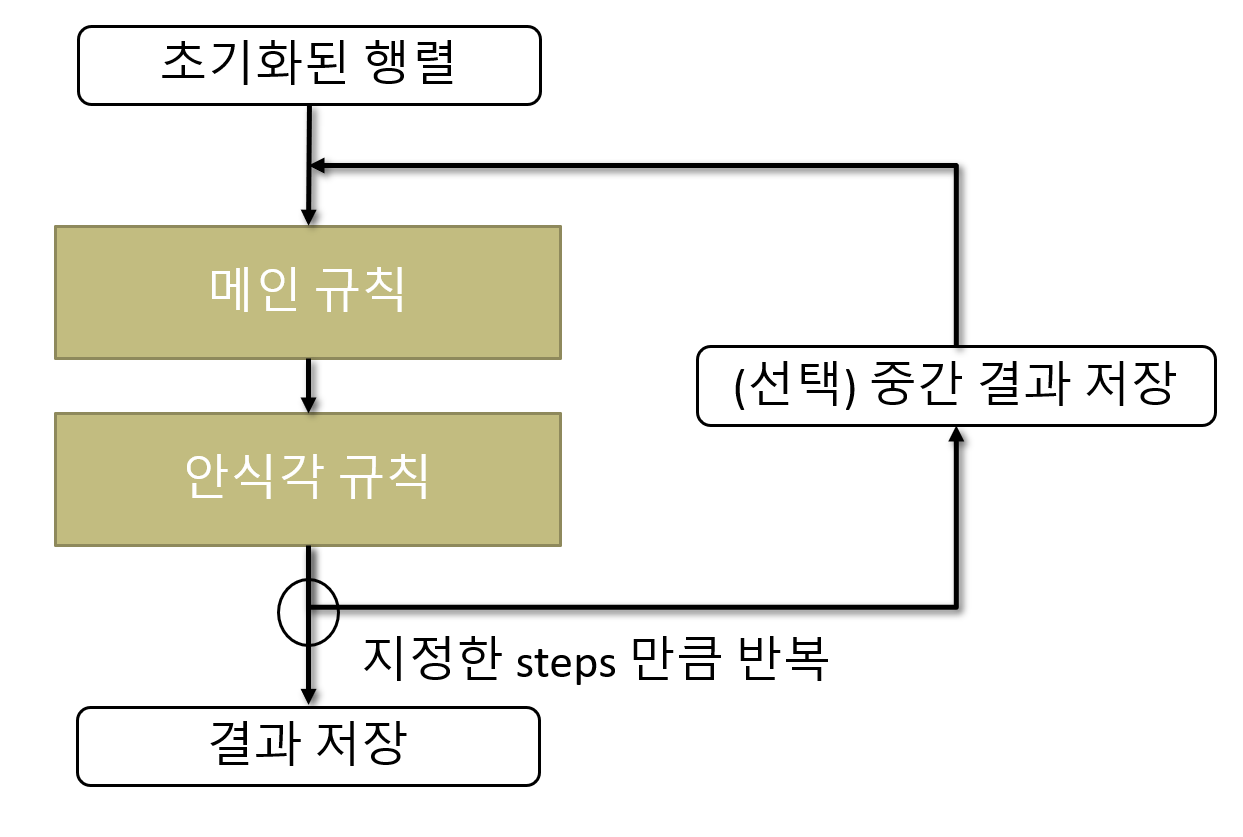 초기화된 행렬
메인 규칙
(선택) 중간 결과 저장
안식각 규칙
지정한 steps 만큼 반복
결과 저장